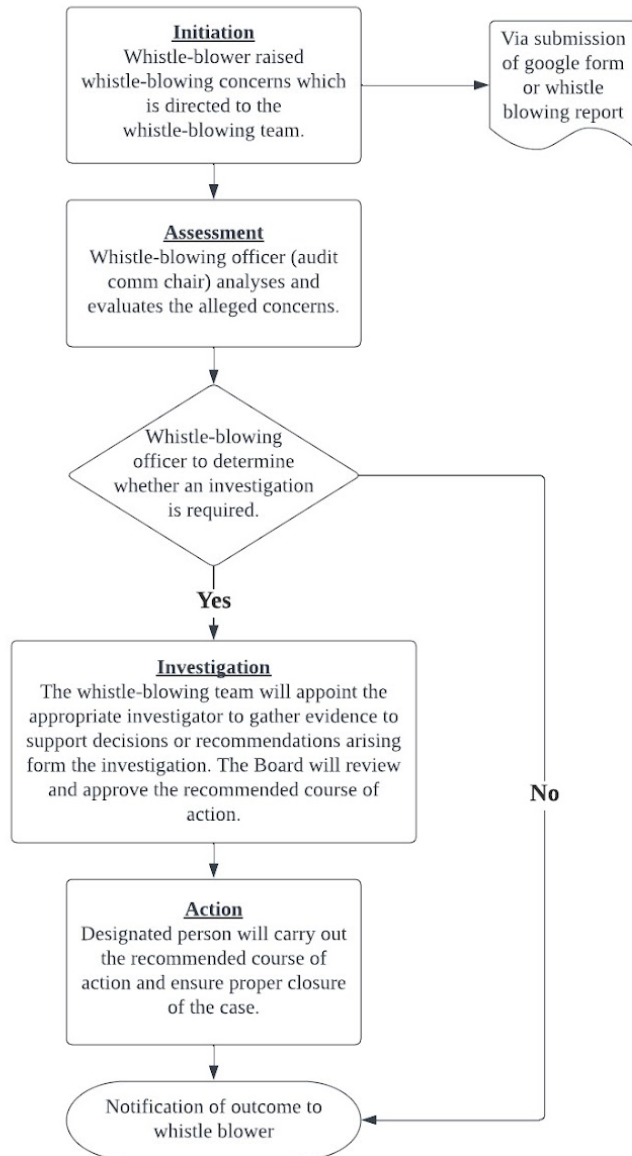 Initiation
Whistle-blower raised
whistle-blowing concerns which
is directed to the
whistle-blowing team.
Via submission
of google form
or whistle
blowing report
Assessment
Whistle-blowing officer (audit
comm chair) analyses and
evaluates the alleged concerns.
Whistle-blowing
officer to determine
whether an investigation
is required.
Yes
Investigation
The whistle-blowing team will appoint the
appropriate investigator to gather evidence to
support decisions or recommendations arising
form the investigation. The Board will review
and approve the recommended course of
action.
No
Action
Designated person will carry out
the recommended course of
action and ensure proper closure
of the case.
Notification of outcome to
whistle blower